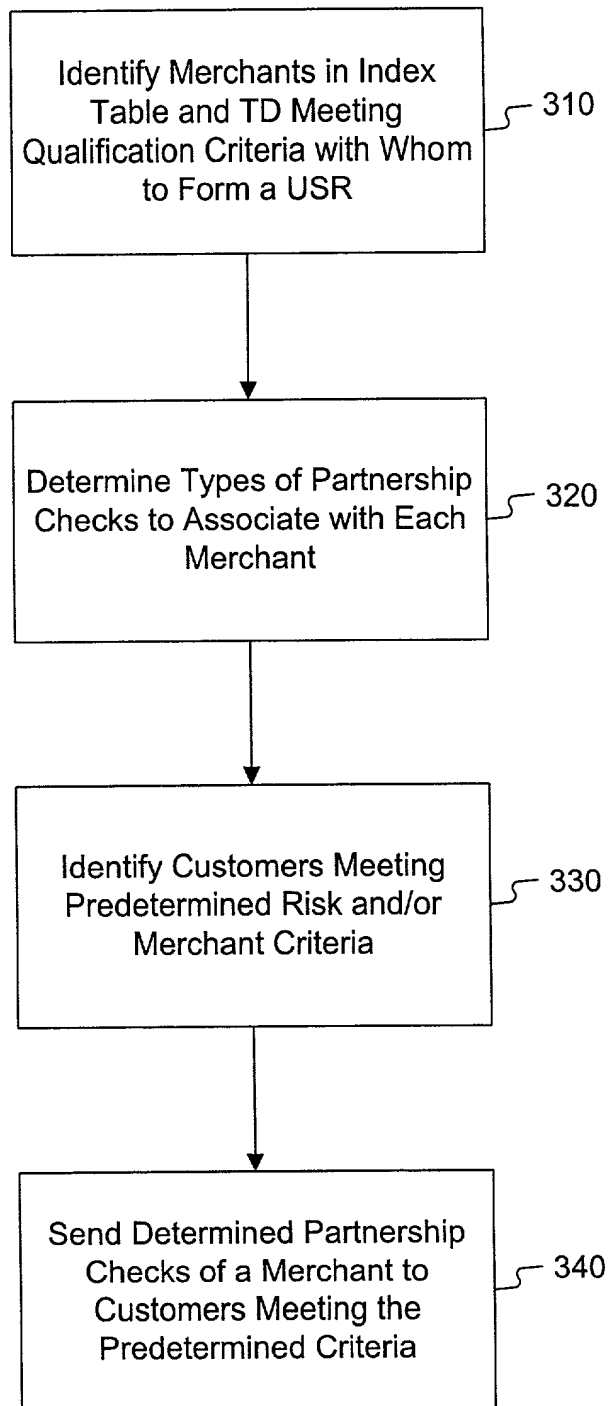 Identify Merchants in Index
Table and TD Meeting
Qualification Criteria with Whom
to Form a USR
310
Determine Types of Partnership
Checks to Associate with Each
Merchant
320
Identify Customers Meeting
Predetermined Risk and/or
Merchant Criteria
330
Send Determined Partnership
Checks of a Merchant to
Customers Meeting the
Predetermined Criteria
340